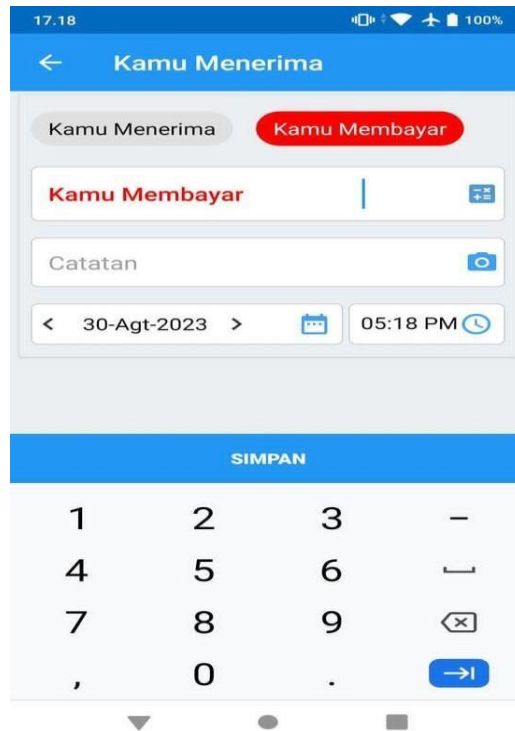 17.18 100%
Kamu Menerima
Kamu Menerima Kamu Membayar
Kamu Membayar
Catatan
< 30-Agt-2023 > 05:18 PM
SIMPAN
1 2 3 -
4 5 6
7 8 9
, 0 .